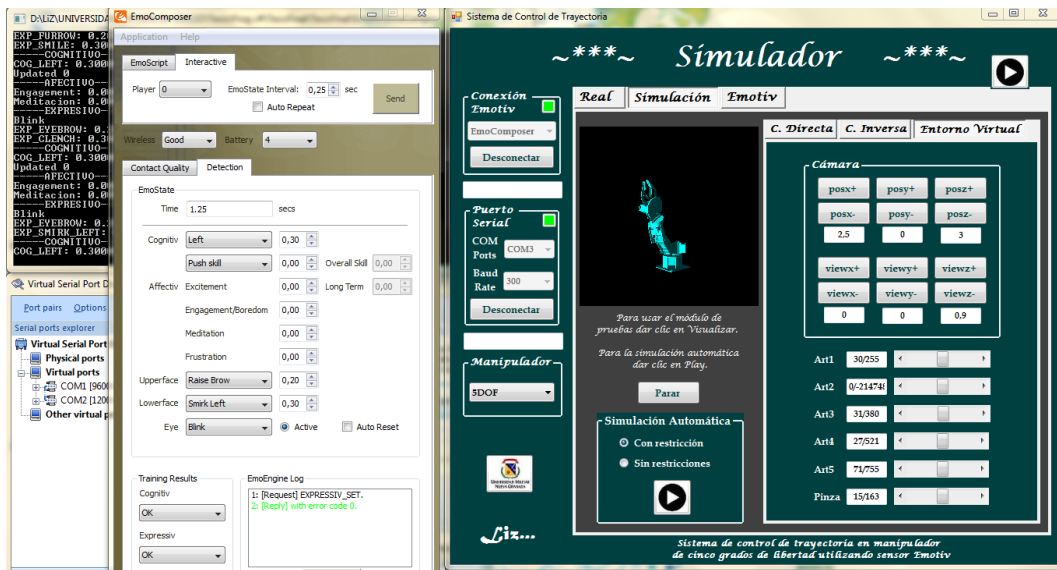 D:\LiZ\UNIVERSIDA
EXP_FURROW: 0.2
EXP_SMILE: 0.30
-----COGNITIVO-
COG_LEFT: 0.300
Updated 0
-----AFECTIVO--
Engagement: 0.0
Meditacion: 0.0
-----EXPRESIVO-
Blink
EXP_EYEBROW: 0.
EXP_CLENCH: 0.3
-----COGNITIVO-
COG_LEFT: 0.300
Updated 0
-----AFECTIVO--
Engagement: 0.0
Meditacion: 0.0
-----EXPRESIVO-
Blink
EXP_EYEBROW: 0.
EXP_SMIRK_LEFT:
-----COGNITIVO-
COG_LEFT: 0.300
Virtual Serial Port D
Port pairs Options
Serial ports explorer
Virtual Serial Port
Physical ports
Virtual ports
COM1 [960
COM2 [120
Other virtual p
EmoComposer
Application Help
EmoScript Interactive
Player 0 EmoState Interval: 0,25 sec
Auto Repeat
Send
Wireless Good Battery 4
Contact Quality Detection
EmoState
Time 1.25 secs
Cognitiv Left 0,30
Push skill 0,00 Overall Skill 0,00
Affectiv Excitement 0,00 Long Term 0,00
Engagement/Boredom 0,00
Meditation 0,00
Frustration 0,00
Upperface Raise Brow 0,20
Lowerface Smirk Left 0,30
Eye Blink Active Auto Reset
Training Results
Cognitiv
OK
Expressiv
OK
EmoEngine Log
1: [Request] EXPRESSIV_SET.
2: [Reply] with error code 0.
Sistema de Control de Trayectoria
~***~ Simulador ~***~
Conexión
Emotiv
EmoComposer
Desconectar
Puerto
Serial
COM
Ports COM3
Baud
Rate 300
Desconectar
Manipulador
5DOF
UNIVERSIDAD MILITAR
NUEVA GRANADA
Liz...
Real Simulación Emotiv
Para usar el módulo de
pruebas dar clic en Visualizar.
Para la simulación automática
dar clic en Play.
Parar
Simulación Automática
Con restricción
Sin restricciones
C. Directa C. Inversa Entorno Virtual
Cámara
posx+ posy+ posz+
posx- posy- posz-
2,5 0 3
viewx+ viewy+ viewz+
viewx- viewy- viewz-
0 0 0,9
Art1 30/255
Art2 0/-214748
Art3 31/380
Art4 27/521
Art5 71/755
Pinza 15/163
Sistema de control de trayectoria en manipulador
de cinco grados de libertad utilizando sensor Emotiv